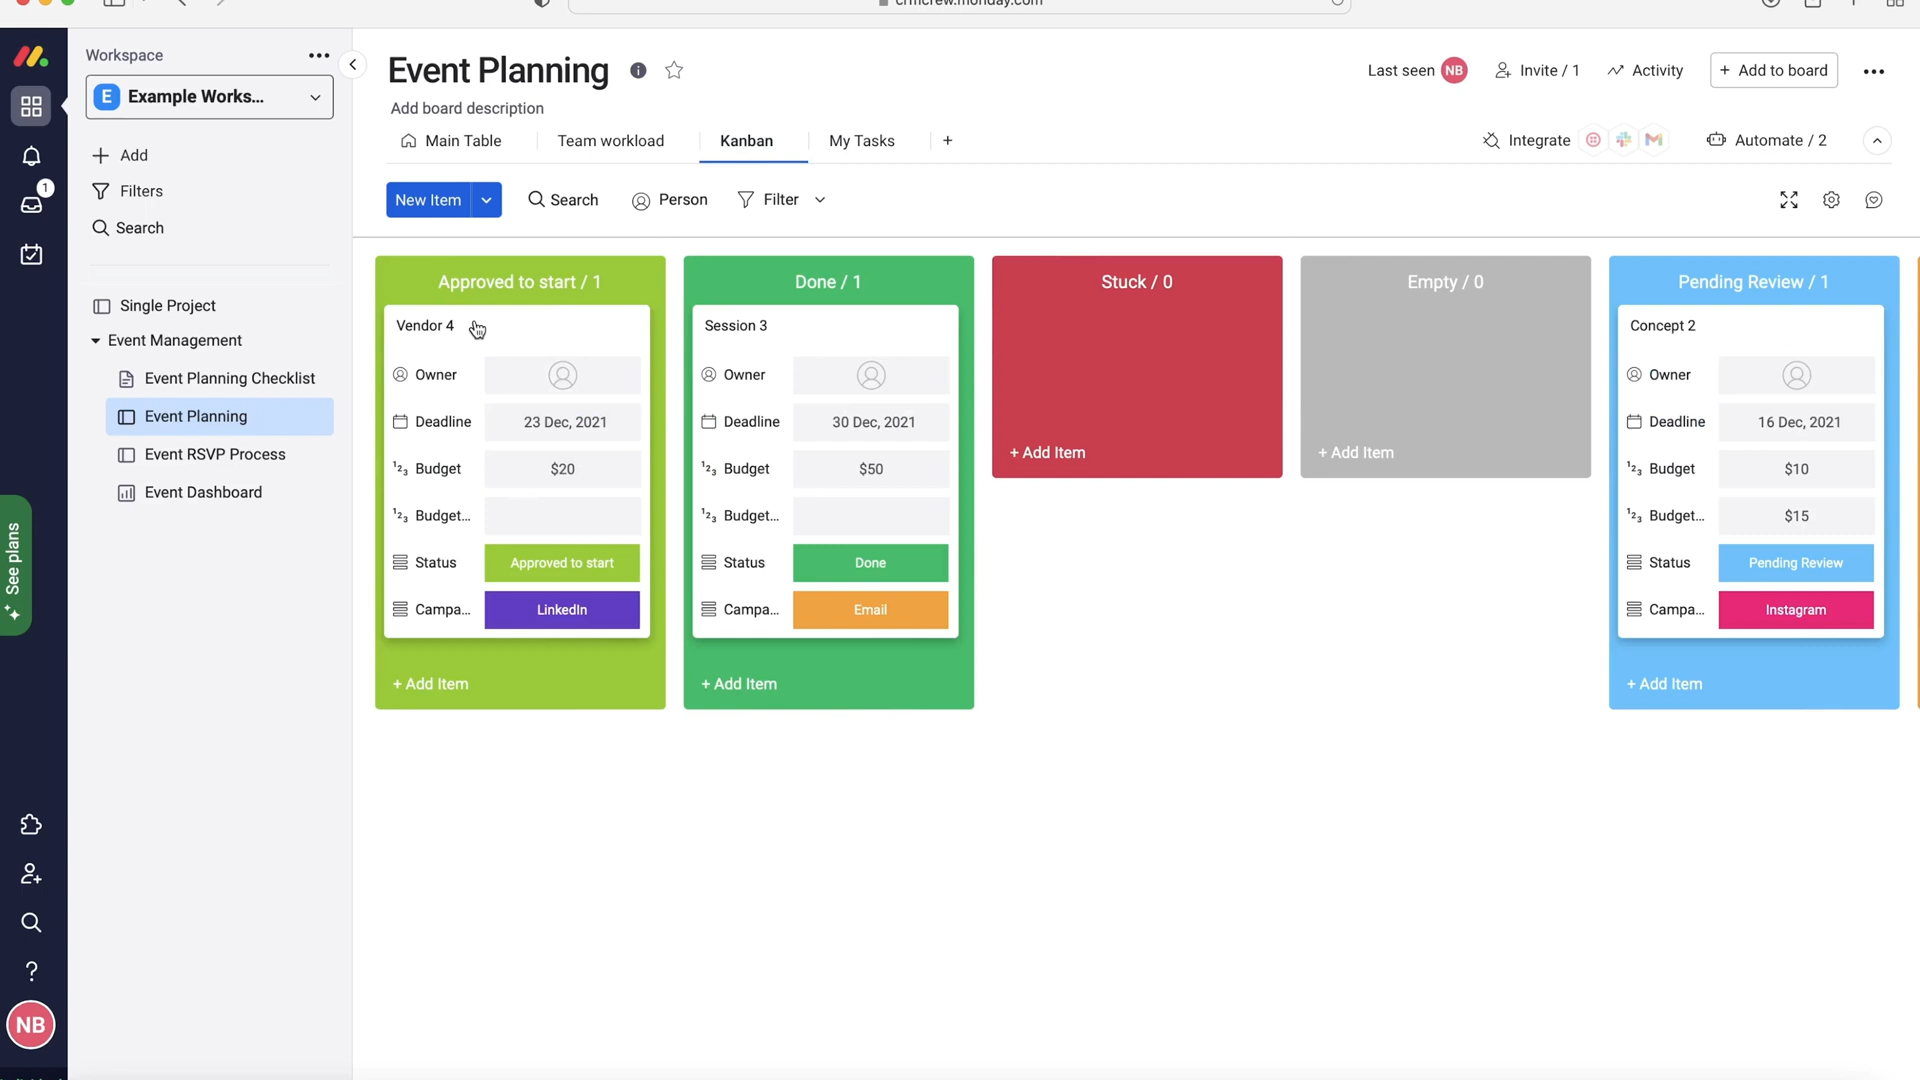 crmcrew.monday.com
Workspace
E Example Works...
Add
Filters
Search
Single Project
Event Management
Event Planning Checklist
Event Planning
Event RSVP Process
Event Dashboard
1
See plans
?
NB
Event Planning
Add board description
Last seen NB
Invite / 1
Activity
+ Add to board
Main Table
Team workload
Kanban
My Tasks
+
Integrate
Automate / 2
New Item
Search
Person
Filter
Approved to start / 1
Vendor 4
Owner
Deadline 23 Dec, 2021
Budget $20
Budget...
Status Approved to start
Campa... LinkedIn
+ Add Item
Done / 1
Session 3
Owner
Deadline 30 Dec, 2021
Budget $50
Budget...
Status Done
Campa... Email
+ Add Item
Stuck / 0
+ Add Item
Empty / 0
+ Add Item
Pending Review / 1
Concept 2
Owner
Deadline 16 Dec, 2021
Budget $10
Budget... $15
Status Pending Review
Campa... Instagram
+ Add Item